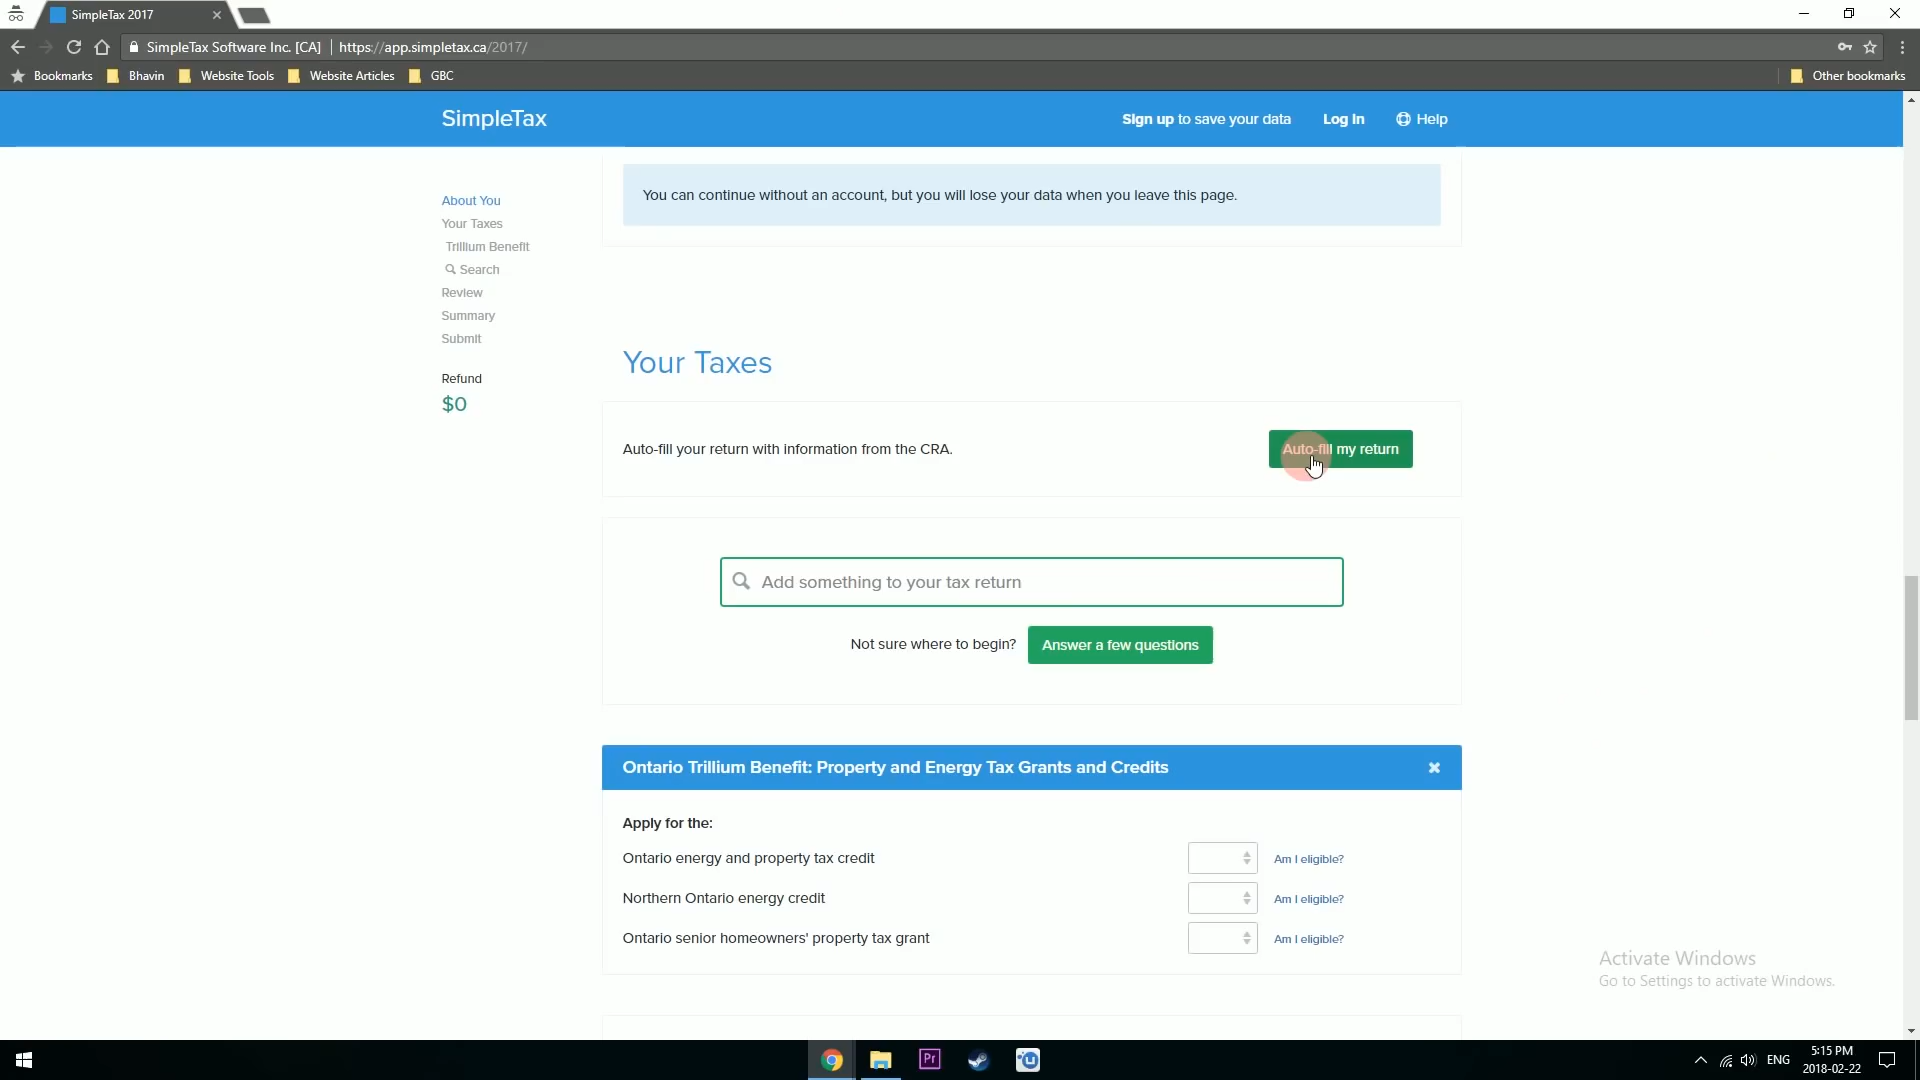 SimpleTax 2017
SimpleTax Software Inc. [CA] | https://app.simpletax.ca/2017/
Bookmarks Bhavin Website Tools Website Articles GBC Other bookmarks
SimpleTax Sign up to save your data Log In Help
You can continue without an account, but you will lose your data when you leave this page.
About You
Your Taxes
Trillium Benefit
Search
Review
Summary
Submit
Refund
$0
Your Taxes
Auto-fill your return with information from the CRA. Auto-fill my return
Add something to your tax return
Not sure where to begin? Answer a few questions
Ontario Trillium Benefit: Property and Energy Tax Grants and Credits
Apply for the:
Ontario energy and property tax credit Am I eligible?
Northern Ontario energy credit Am I eligible?
Ontario senior homeowners' property tax grant Am I eligible?
Activate Windows
Go to Settings to activate Windows.
Pr
ENG
5:15 PM
2018-02-22